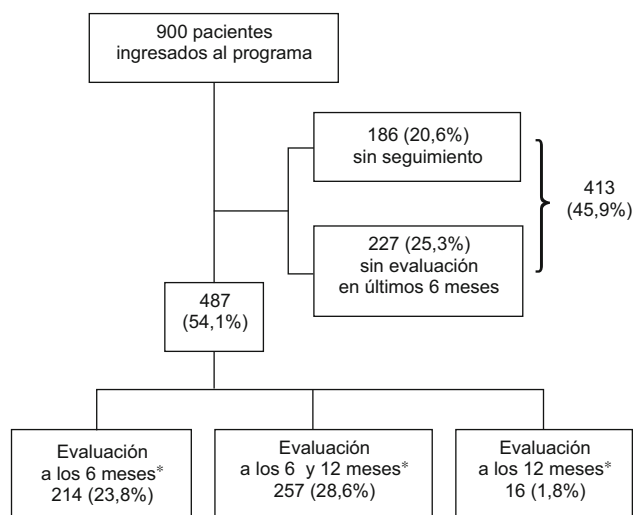 900 pacientes
ingresados al programa
186 (20,6%)
sin seguimiento
413
(45,9%)
227 (25,3%)
sin evaluación
en últimos 6 meses
487
(54,1%)
Evaluación
a los 6 meses*
214 (23,8%)
Evaluación
a los 6 y 12 meses*
257 (28,6%)
Evaluación
a los 12 meses*
16 (1,8%)